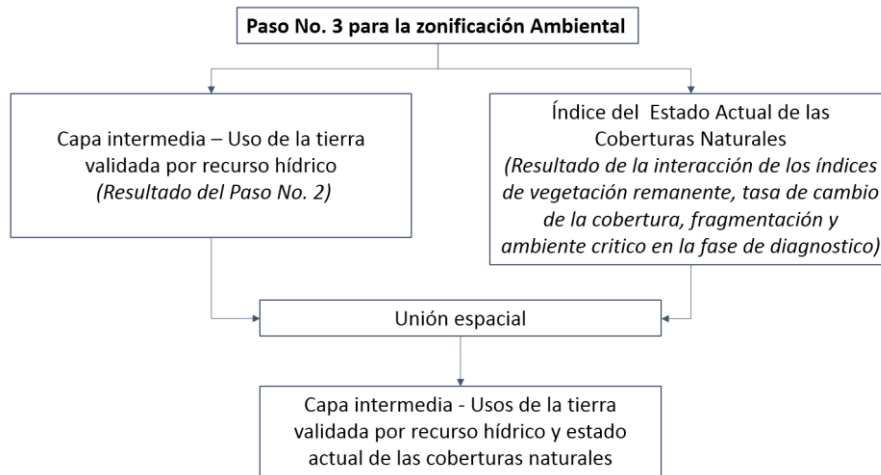 Paso No. 3 para la zonificación Ambiental
Capa intermedia – Uso de la tierra
validada por recurso hídrico
(Resultado del Paso No. 2)
Índice del Estado Actual de las
Coberturas Naturales
(Resultado de la interacción de los índices
de vegetación remanente, tasa de cambio
de la cobertura, fragmentación y
ambiente critico en la fase de diagnostico)
Unión espacial
Capa intermedia - Usos de la tierra
validada por recurso hídrico y estado
actual de las coberturas naturales